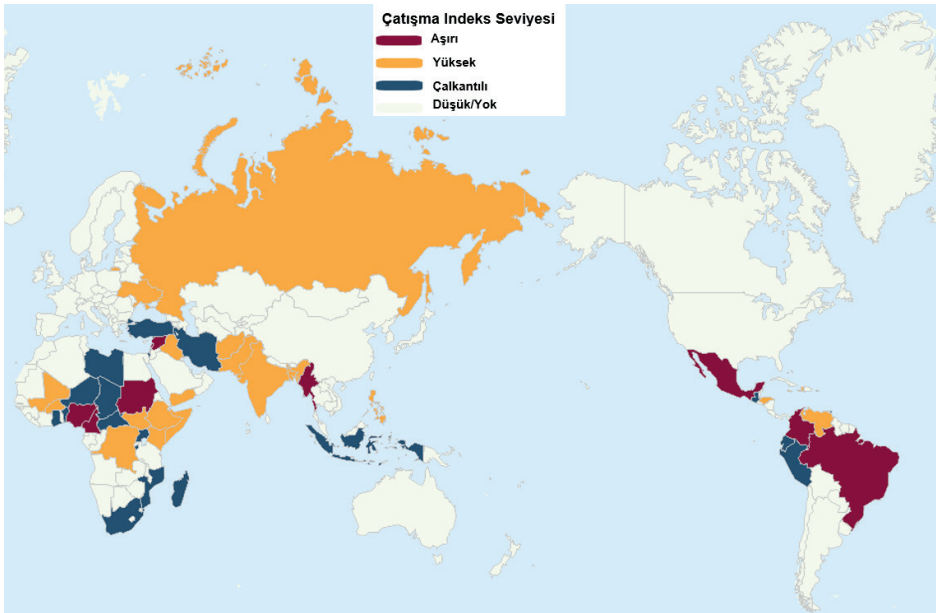 Çatışma Indeks Seviyesi
Aşırı
Yüksek
Çalkantılı
Düşük/Yok